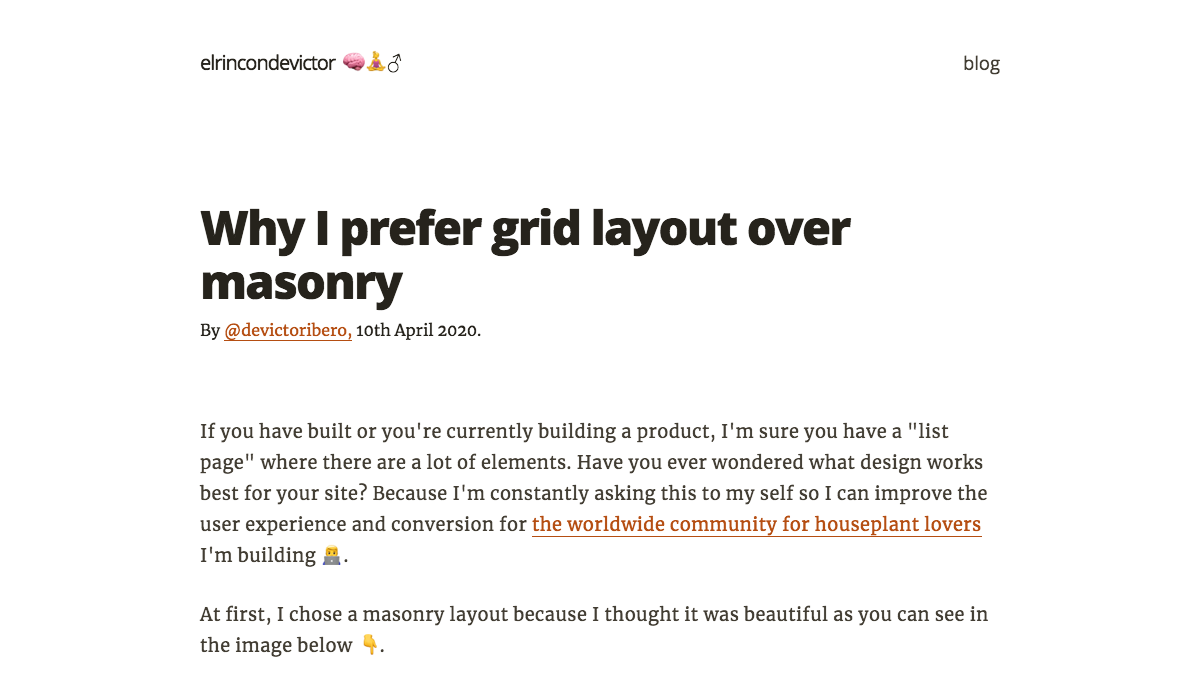 elrincondevictor 🧠🧘‍♂
blog
Why I prefer grid layout over
masonry
By @devictoribero, 10th April 2020.
If you have built or you're currently building a product, I'm sure you have a "list
page" where there are a lot of elements. Have you ever wondered what design works
best for your site? Because I'm constantly asking this to my self so I can improve the
user experience and conversion for the worldwide community for houseplant lovers
I'm building 👨‍💻.
At first, I chose a masonry layout because I thought it was beautiful as you can see in
the image below 👇.